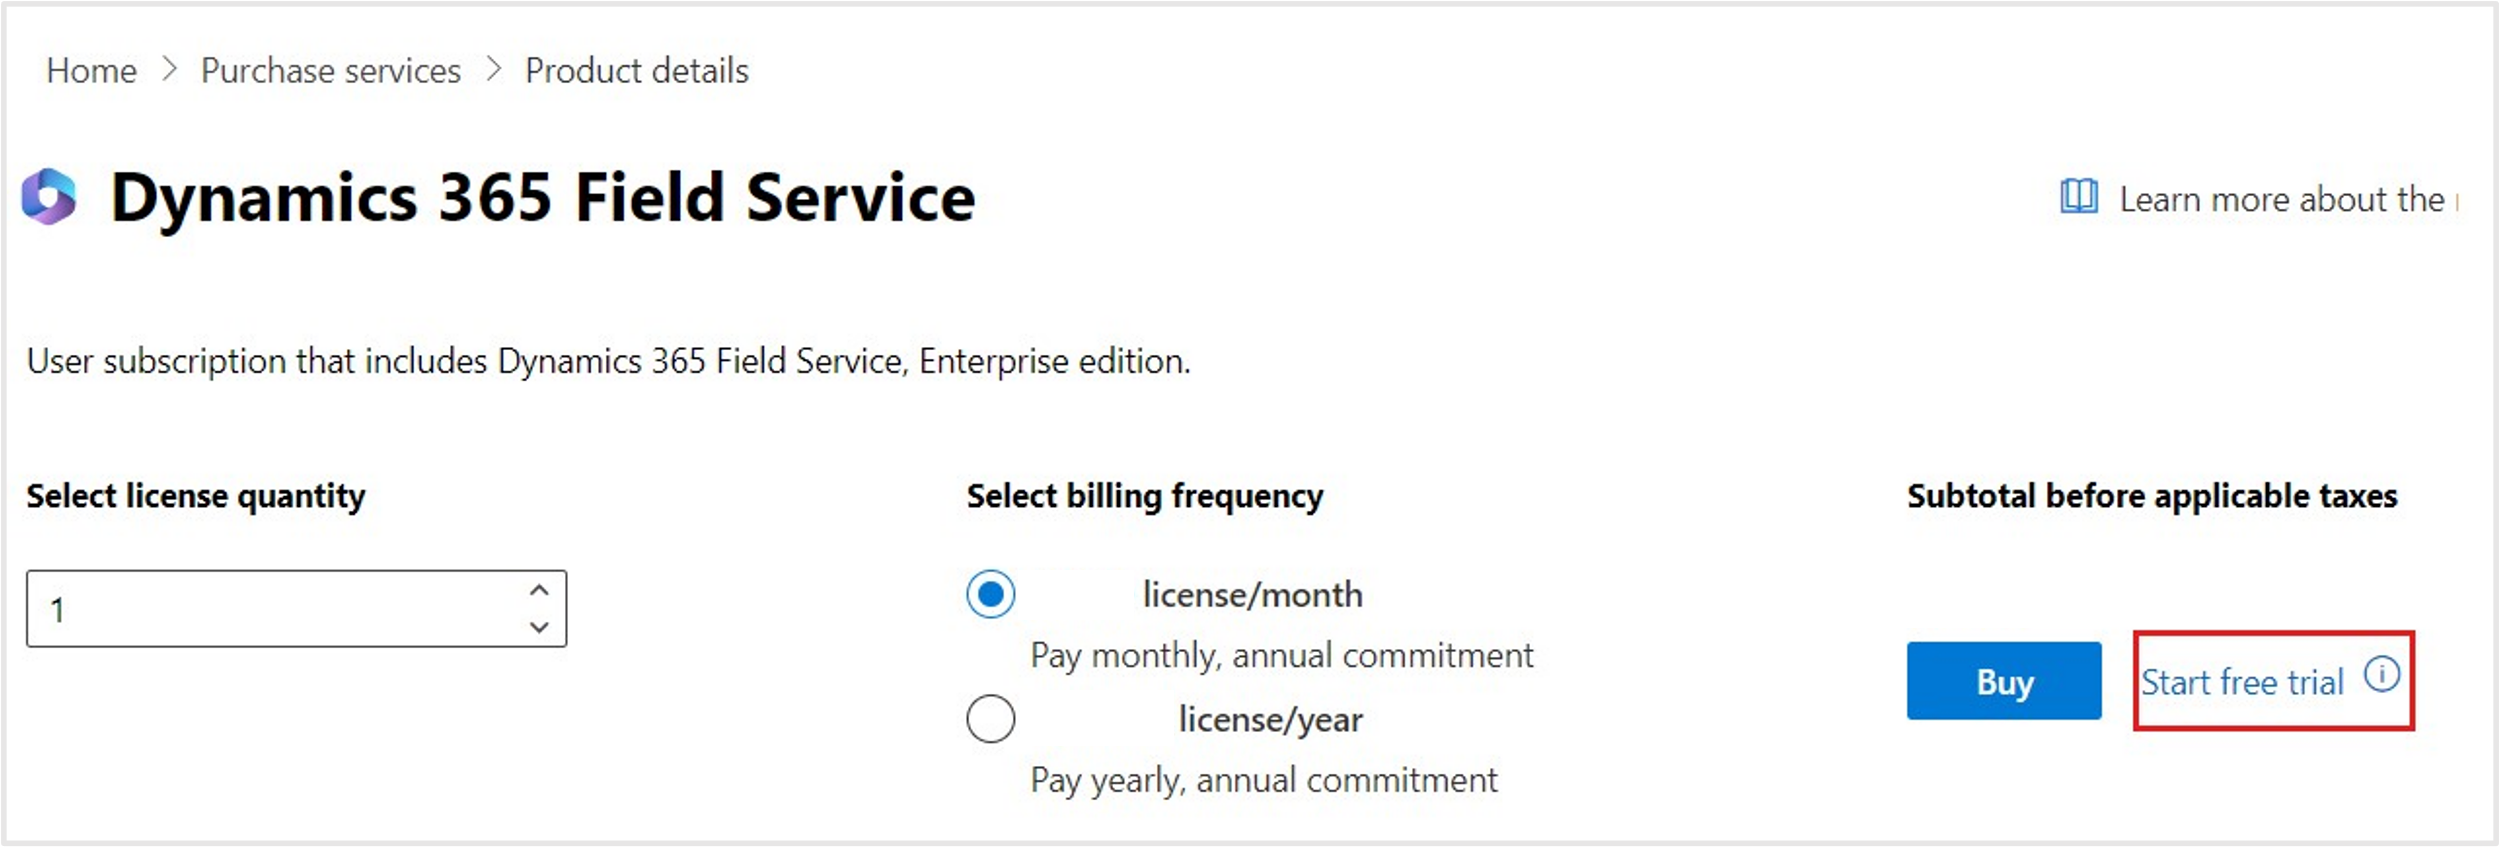 Home > Purchase services > Product details
Dynamics 365 Field Service
Learn more about the
User subscription that includes Dynamics 365 Field Service, Enterprise edition.
Select license quantity
1
Select billing frequency
license/month
Pay monthly, annual commitment
license/year
Pay yearly, annual commitment
Subtotal before applicable taxes
Buy
Start free trial